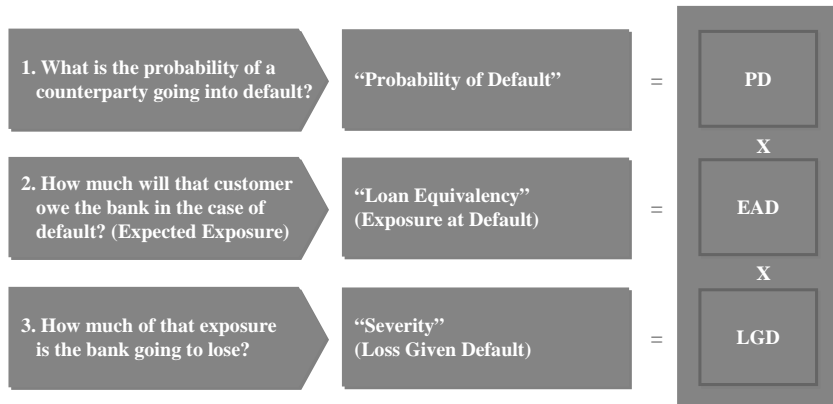 1. What is the probability of a
counterparty going into default?
“Probability of Default”
=
PD
X
2. How much will that customer
owe the bank in the case of
default? (Expected Exposure)
“Loan Equivalency”
(Exposure at Default)
=
EAD
X
3. How much of that exposure
is the bank going to lose?
“Severity”
(Loss Given Default)
=
LGD